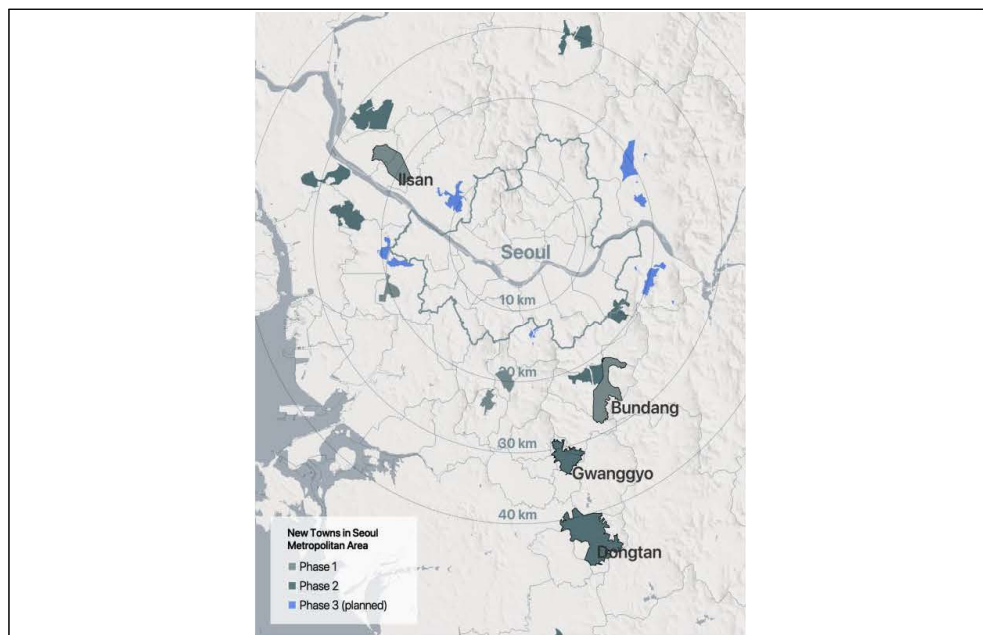 Ilsan
Seoul
10 km
20 km
Bundang
30 km
Gwanggyo
40 km
Dongtan
New Towns in Seoul
Metropolitan Area
Phase 1
Phase 2
Phase 3 (planned)